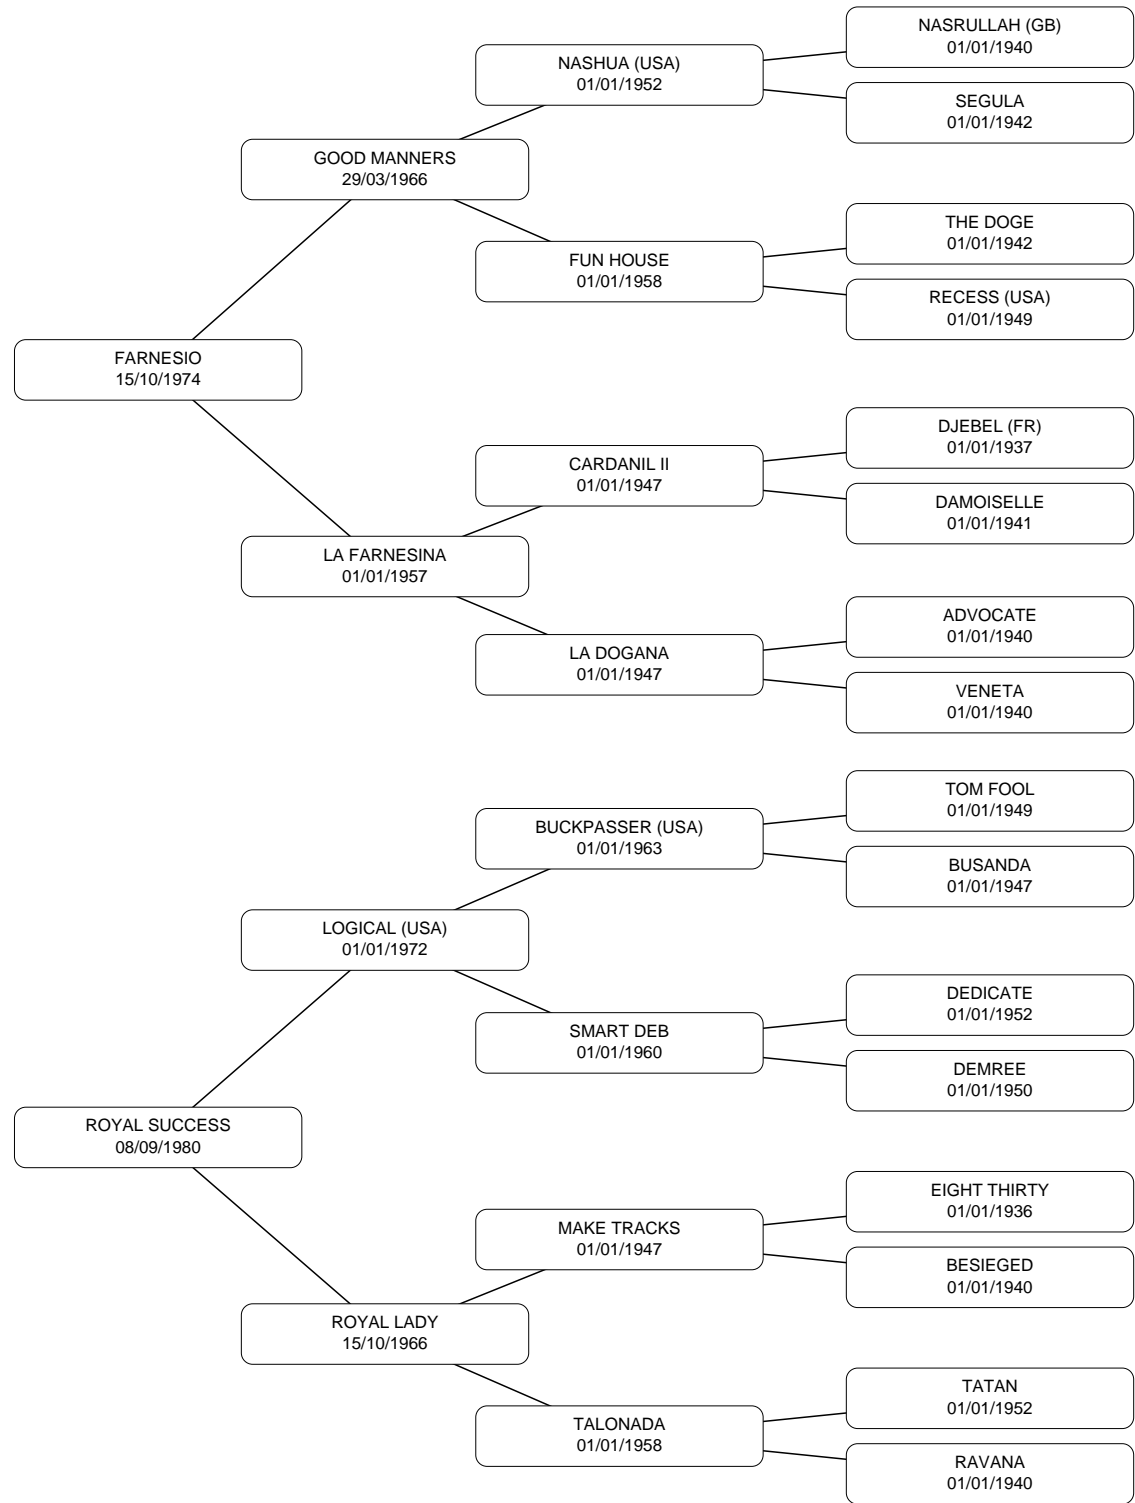 NASRULLAH (GB)
01/01/1940
NASHUA (USA)
01/01/1952
SEGULA
01/01/1942
GOOD MANNERS
29/03/1966
THE DOGE
01/01/1942
FUN HOUSE
01/01/1958
RECESS (USA)
01/01/1949
FARNESIO
15/10/1974
DJEBEL (FR)
01/01/1937
CARDANIL II
01/01/1947
DAMOISELLE
01/01/1941
LA FARNESINA
01/01/1957
ADVOCATE
01/01/1940
LA DOGANA
01/01/1947
VENETA
01/01/1940
TOM FOOL
01/01/1949
BUCKPASSER (USA)
01/01/1963
BUSANDA
01/01/1947
LOGICAL (USA)
01/01/1972
DEDICATE
01/01/1952
SMART DEB
01/01/1960
DEMREE
01/01/1950
ROYAL SUCCESS
08/09/1980
EIGHT THIRTY
01/01/1936
MAKE TRACKS
01/01/1947
BESIEGED
01/01/1940
ROYAL LADY
15/10/1966
TATAN
01/01/1952
TALONADA
01/01/1958
RAVANA
01/01/1940